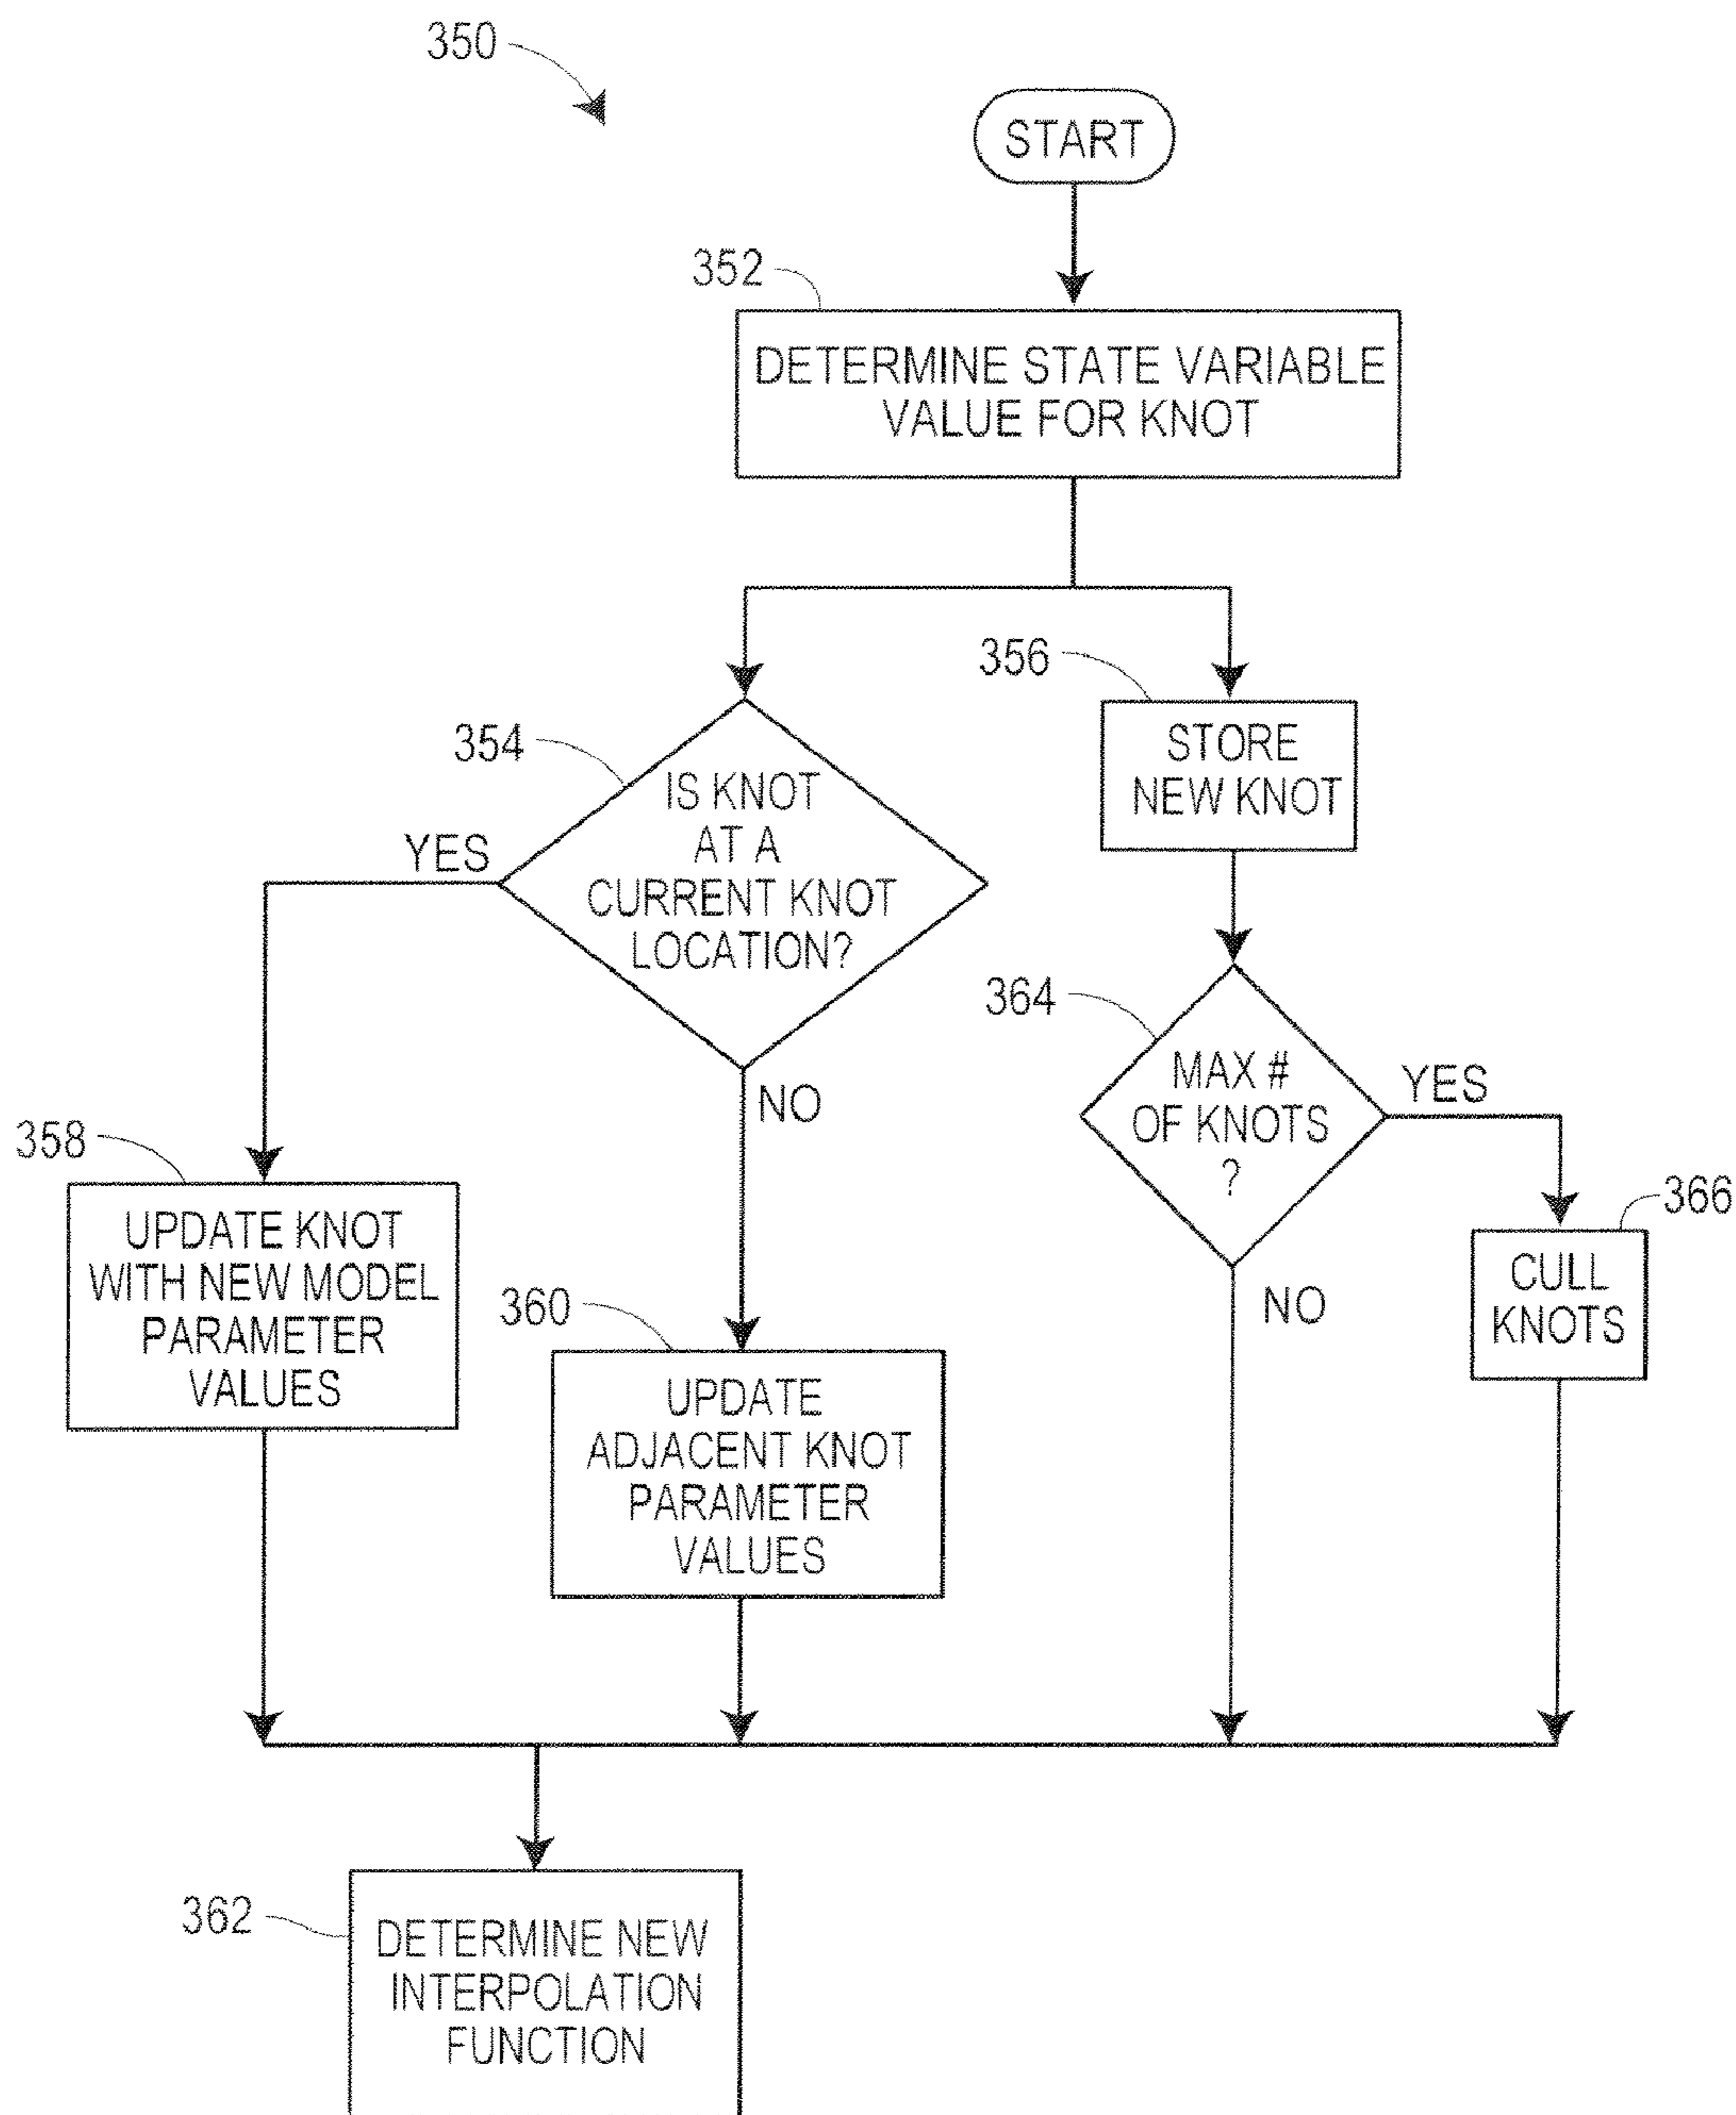 350
START
352
DETERMINE STATE VARIABLE
VALUE FOR KNOT
354
IS KNOT
AT A
CURRENT KNOT
LOCATION?
YES
NO
356
STORE
NEW KNOT
364
MAX #
OF KNOTS
?
YES
NO
366
CULL
KNOTS
358
UPDATE KNOT
WITH NEW MODEL
PARAMETER
VALUES
360
UPDATE
ADJACENT KNOT
PARAMETER
VALUES
362
DETERMINE NEW
INTERPOLATION
FUNCTION